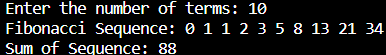 Enter the number of terms: 10
Fibonacci Sequence: 0 1 1 2 3 5 8 13 21 34
Sum of Sequence: 88